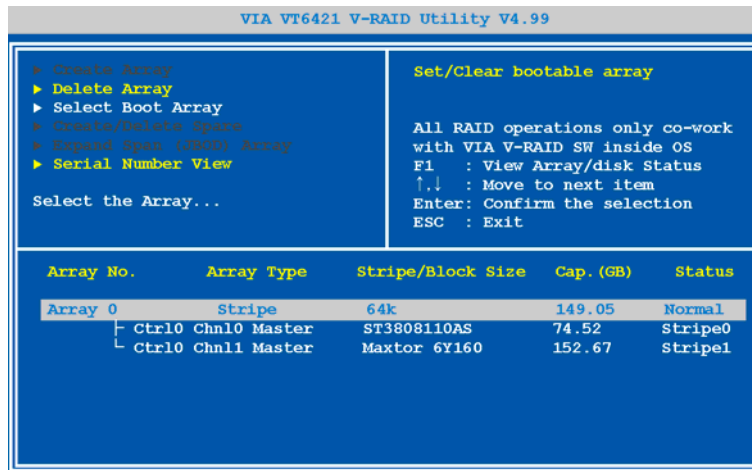 VIA VT6421 V-RAID Utility V4.99
▶ Create Array
▶ Delete Array
▶ Select Boot Array
▶ Create/Delete Spare
▶ Expand Span (JBOD) Array
▶ Serial Number View
Select the Array...
Set/Clear bootable array
All RAID operations only co-work
with VIA V-RAID SW inside OS
F1 : View Array/disk Status
↑,↓ : Move to next item
Enter: Confirm the selection
ESC : Exit
Array No. Array Type Stripe/Block Size Cap.(GB) Status
Array 0 Stripe 64k 149.05 Normal
├ Ctrl0 Chnl0 Master ST3808110AS 74.52 Stripe0
└ Ctrl0 Chnl1 Master Maxtor 6Y160 152.67 Stripe1